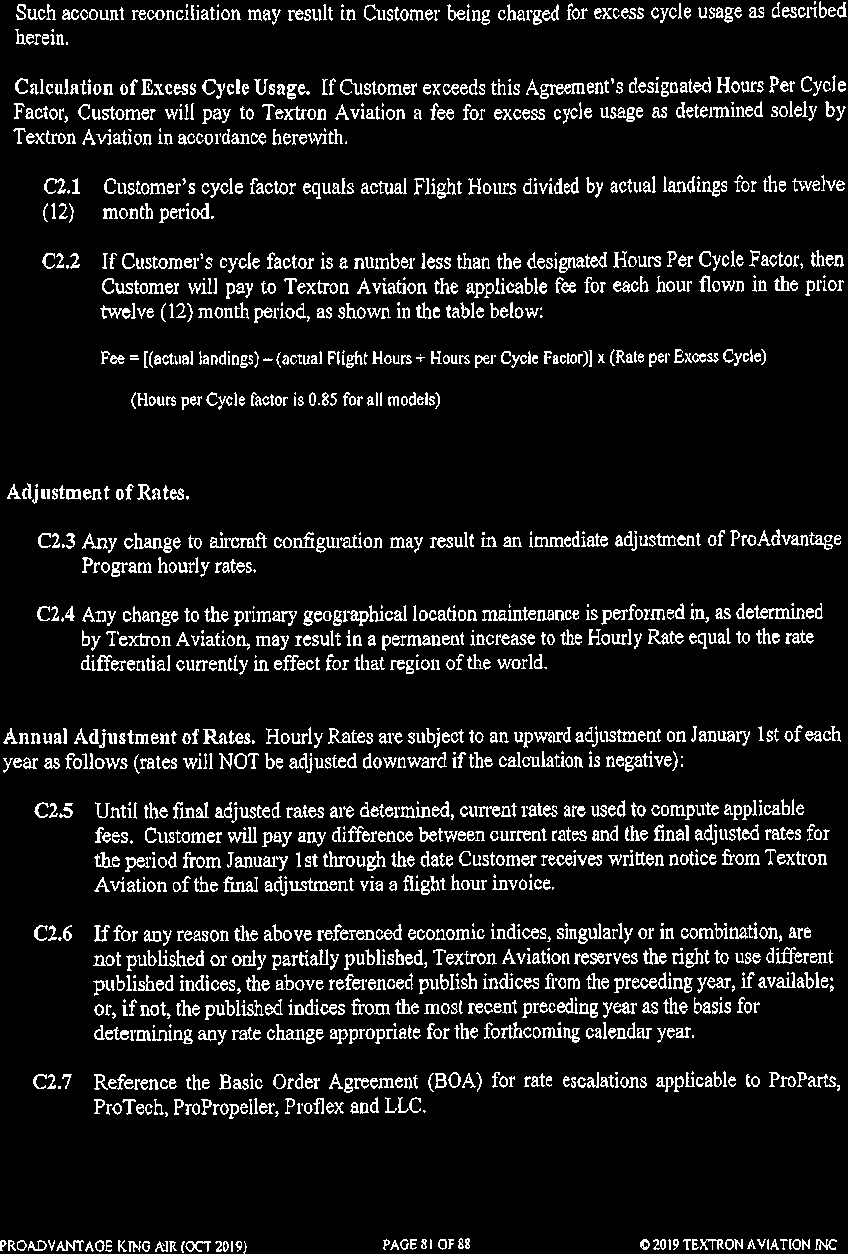 Such account reconciliation may result in Customer being charged for excess cycle usage as described
herein.
Calculation of Excess Cycle Usage. If Customer exceeds this Agreement's designated Hours Per Cycle
Factor, Customer will pay to Textron Aviation a fee for excess cycle usage as determined solely by
Textron Aviation in accordance herewith.
C2.1 Customer's cycle factor equals actual Flight Hours divided by actual landings for the twelve
(12) month period.
C2.2 If Customer's cycle factor is a number less than the designated Hours Per Cycle Factor, then
Customer will pay to Textron Aviation the applicable fee for each hour flown in the prior
twelve (12) month period, as shown in the table below:
Fee = [(actual landings) – (actual Flight Hours ÷ Hours per Cycle Factor)] x (Rate per Excess Cycle)
(Hours per Cycle factor is 0.85 for all models)
Adjustment of Rates.
C2.3 Any change to aircraft configuration may result in an immediate adjustment of ProAdvantage
Program hourly rates.
C2.4 Any change to the primary geographical location maintenance is performed in, as determined
by Textron Aviation, may result in a permanent increase to the Hourly Rate equal to the rate
differential currently in effect for that region of the world.
Annual Adjustment of Rates. Hourly Rates are subject to an upward adjustment on January 1st of each
year as follows (rates will NOT be adjusted downward if the calculation is negative):
C2.5 Until the final adjusted rates are determined, current rates are used to compute applicable
fees. Customer will pay any difference between current rates and the final adjusted rates for
the period from January 1st through the date Customer receives written notice from Textron
Aviation of the final adjustment via a flight hour invoice.
C2.6 If for any reason the above referenced economic indices, singularly or in combination, are
not published or only partially published, Textron Aviation reserves the right to use different
published indices, the above referenced publish indices from the preceding year, if available;
or, if not, the published indices from the most recent preceding year as the basis for
determining any rate change appropriate for the forthcoming calendar year.
C2.7 Reference the Basic Order Agreement (BOA) for rate escalations applicable to ProParts,
ProTech, ProPropeller, Proflex and LLC.
PROADVANTAGE KING AIR (OCT 2019) PAGE 81 OF 88 © 2019 TEXTRON AVIATION INC